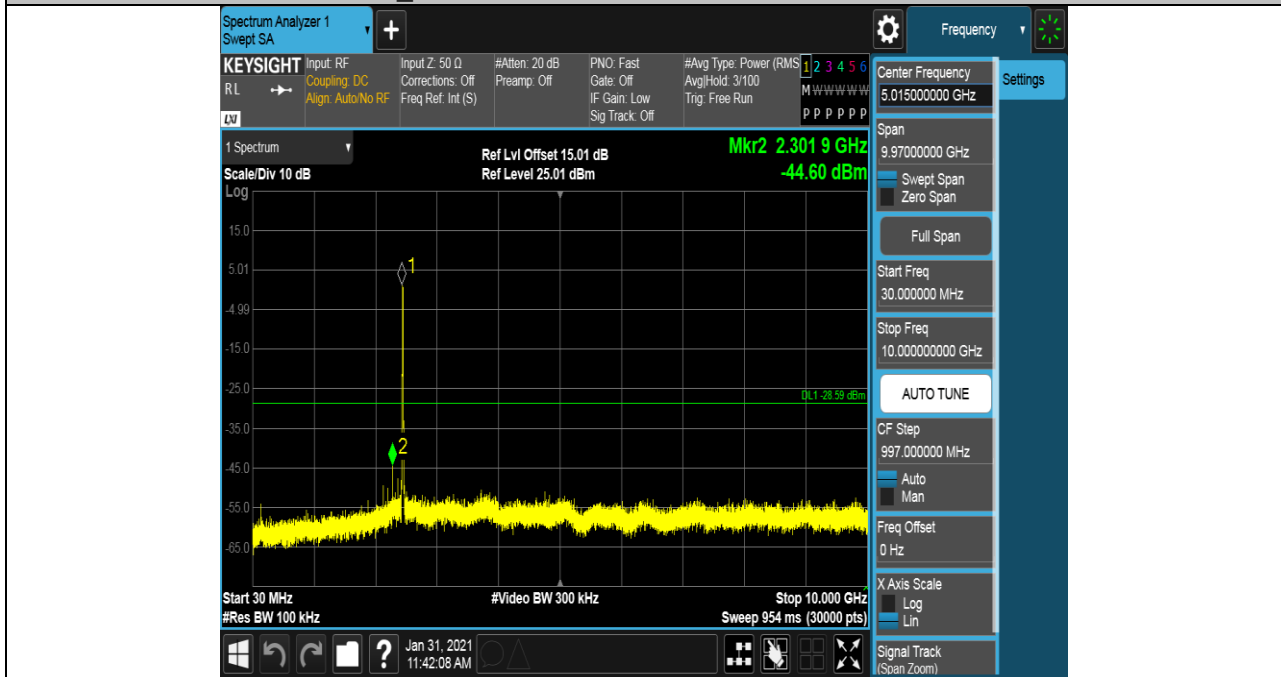 Spectrum Analyzer 1
Swept SA
+
Frequency
KEYSIGHT
RL
LXI
Input: RF
Coupling: DC
Align: Auto/No RF
Input Z: 50 Ω
Corrections: Off
Freq Ref: Int (S)
#Atten: 20 dB
Preamp: Off
PNO: Fast
Gate: Off
IF Gain: Low
Sig Track: Off
#Avg Type: Power (RMS
Avg|Hold: 3/100
Trig: Free Run
1 2 3 4 5 6
M W W W W W
P P P P P P
1 Spectrum
Scale/Div 10 dB
Ref Lvl Offset 15.01 dB
Ref Level 25.01 dBm
Mkr2 2.301 9 GHz
-44.60 dBm
Log
15.0
5.01
-4.99
-15.0
-25.0
-35.0
-45.0
-55.0
-65.0
1
2
DL1 -28.59 dBm
Start 30 MHz
#Res BW 100 kHz
#Video BW 300 kHz
Stop 10.000 GHz
Sweep 954 ms (30000 pts)
Center Frequency
5.015000000 GHz
Settings
Span
9.97000000 GHz
Swept Span
Zero Span
Full Span
Start Freq
30.000000 MHz
Stop Freq
10.000000000 GHz
AUTO TUNE
CF Step
997.000000 MHz
Auto
Man
Freq Offset
0 Hz
X Axis Scale
Log
Lin
Signal Track
(Span Zoom)
?
Jan 31, 2021
11:42:08 AM